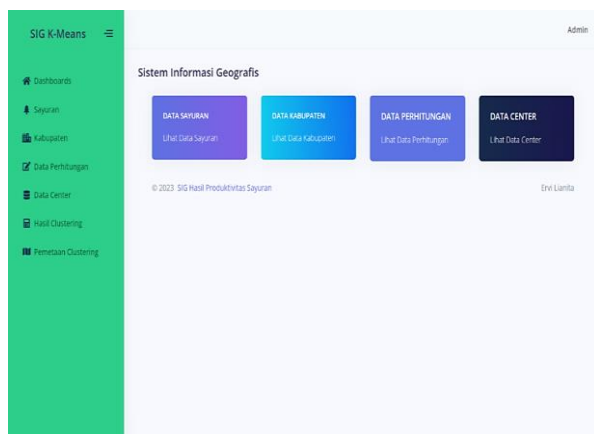 SIG K-Means
Admin
Dashboards
Sayuran
Kabupaten
Data Perhitungan
Data Center
Hasil Clustering
Pemetaan Clustering
Sistem Informasi Geografis
DATA SAYURAN
Lihat Data Sayuran
DATA KABUPATEN
Lihat Data Kabupaten
DATA PERHITUNGAN
Lihat Data Perhitungan
DATA CENTER
Lihat Data Center
© 2023 SIG Hasil Produktivitas Sayuran
Ervi Lianita